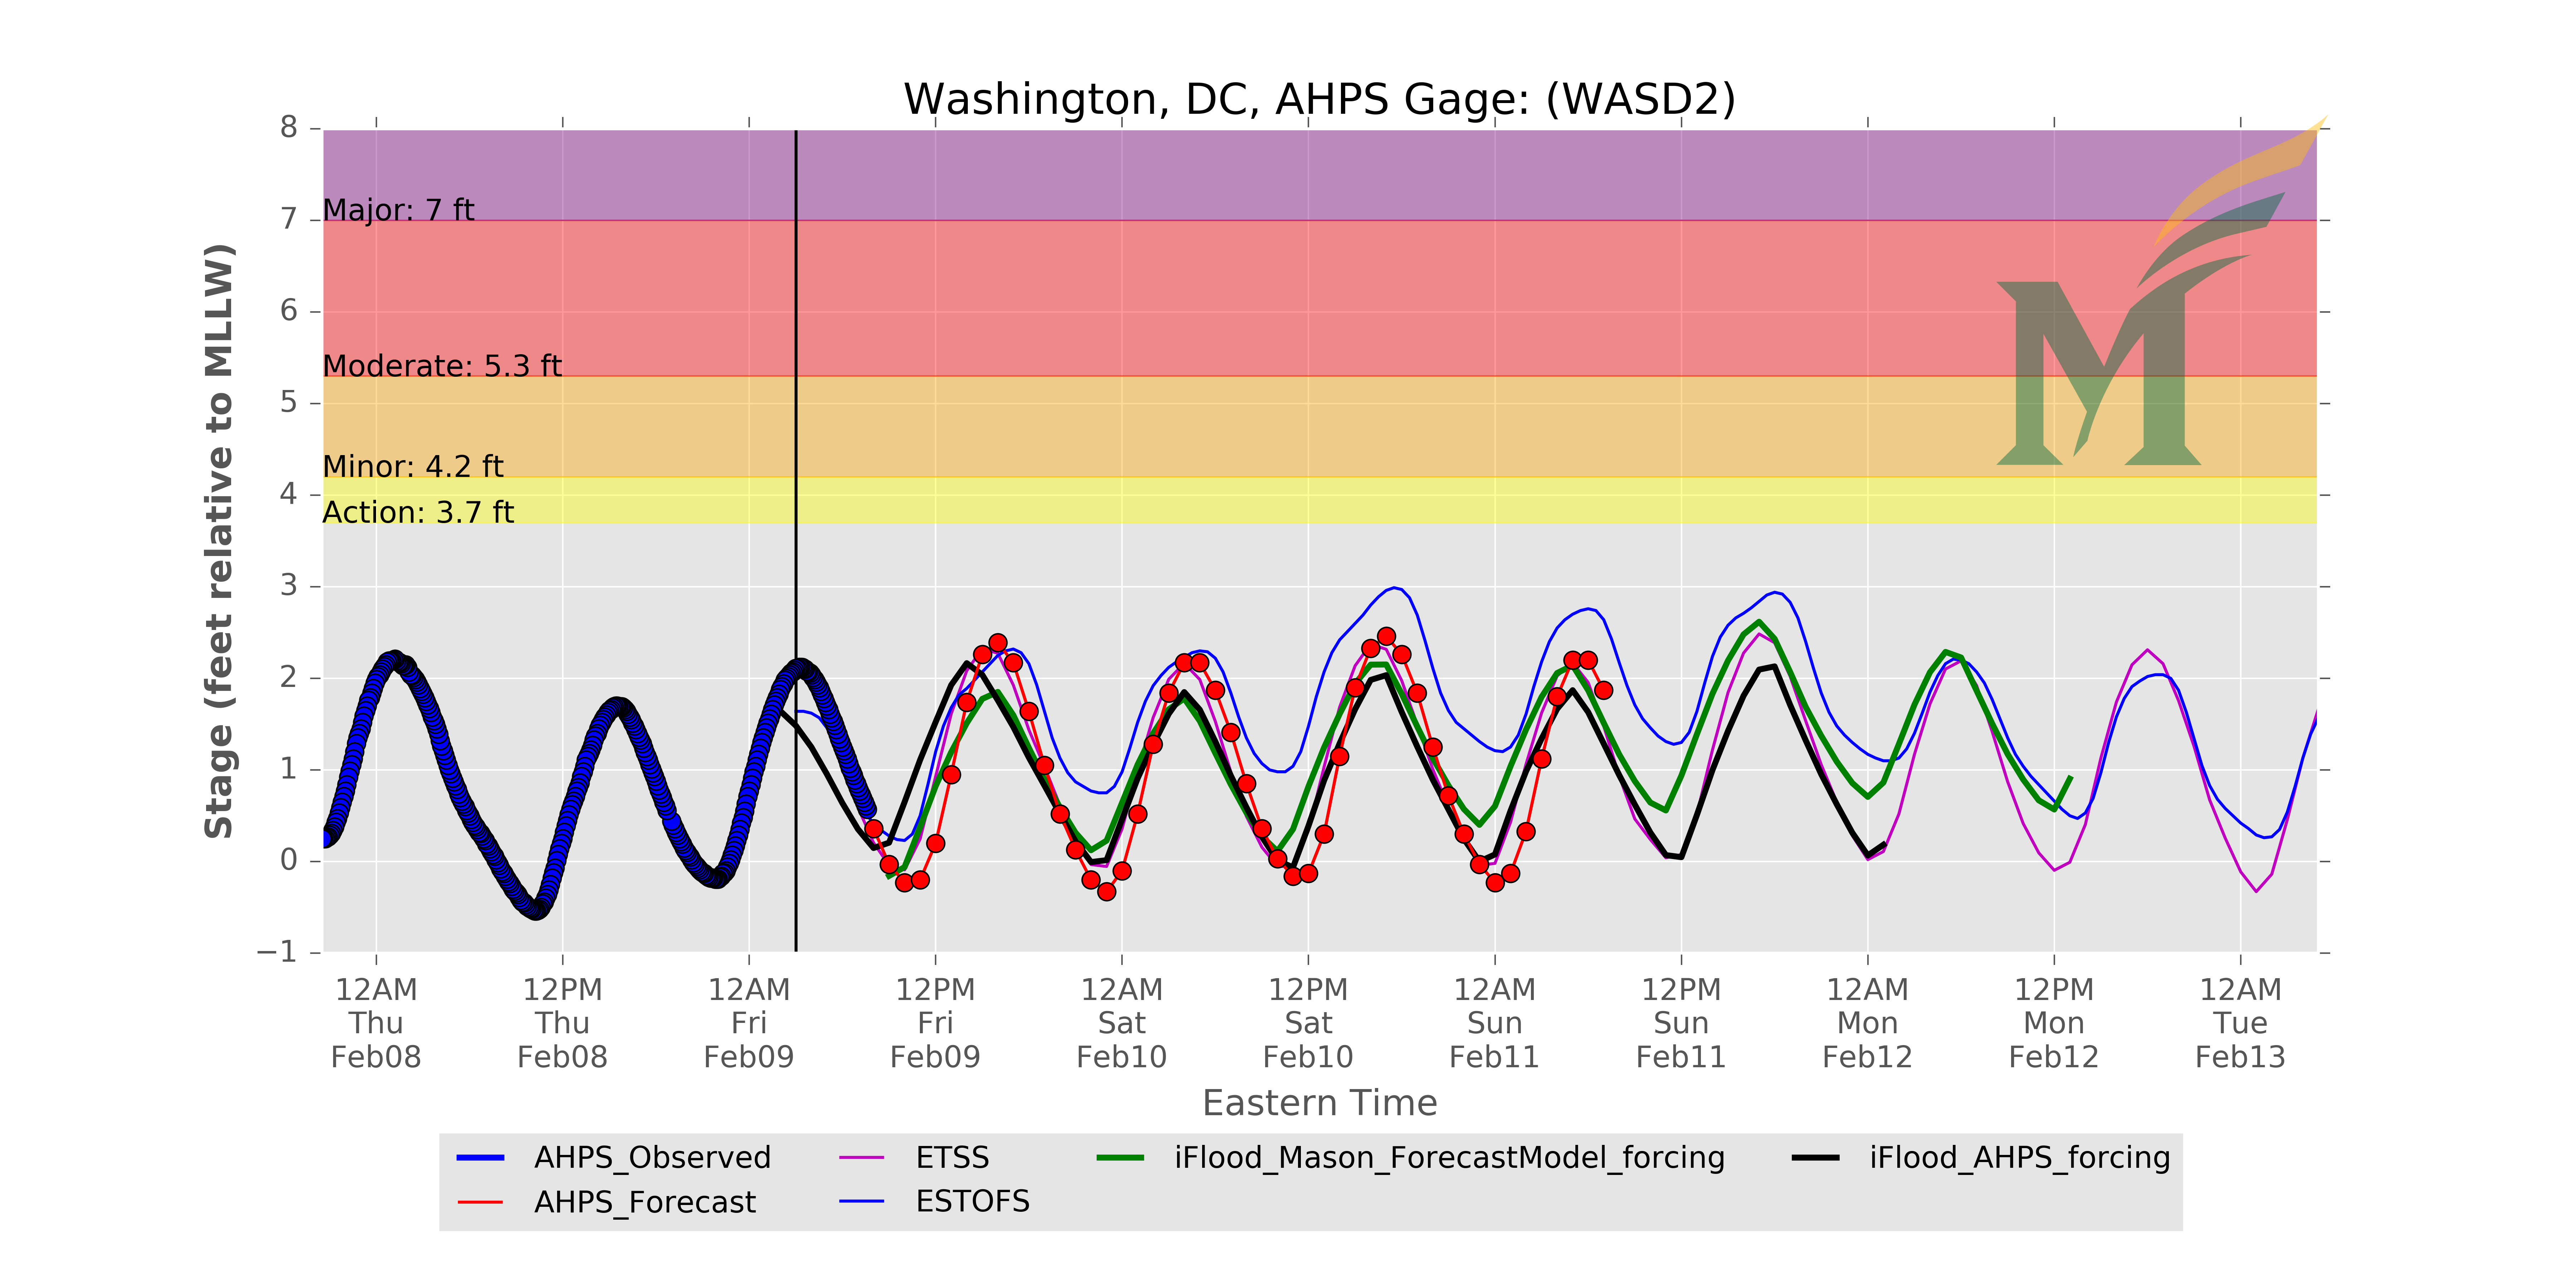 Washington, DC, AHPS Gage: (WASD2)
Stage (feet relative to MLLW)
8
7
6
5
4
3
2
1
0
−1
Major: 7 ft
Moderate: 5.3 ft
Minor: 4.2 ft
Action: 3.7 ft
12AM 12PM 12AM 12PM 12AM 12PM 12AM 12PM 12AM 12PM 12AM
Thu Thu Fri Fri Sat Sat Sun Sun Mon Mon Tue
Feb08 Feb08 Feb09 Feb09 Feb10 Feb10 Feb11 Feb11 Feb12 Feb12 Feb13
Eastern Time
AHPS_Observed ETSS iFlood_Mason_ForecastModel_forcing iFlood_AHPS_forcing
AHPS_Forecast ESTOFS
M